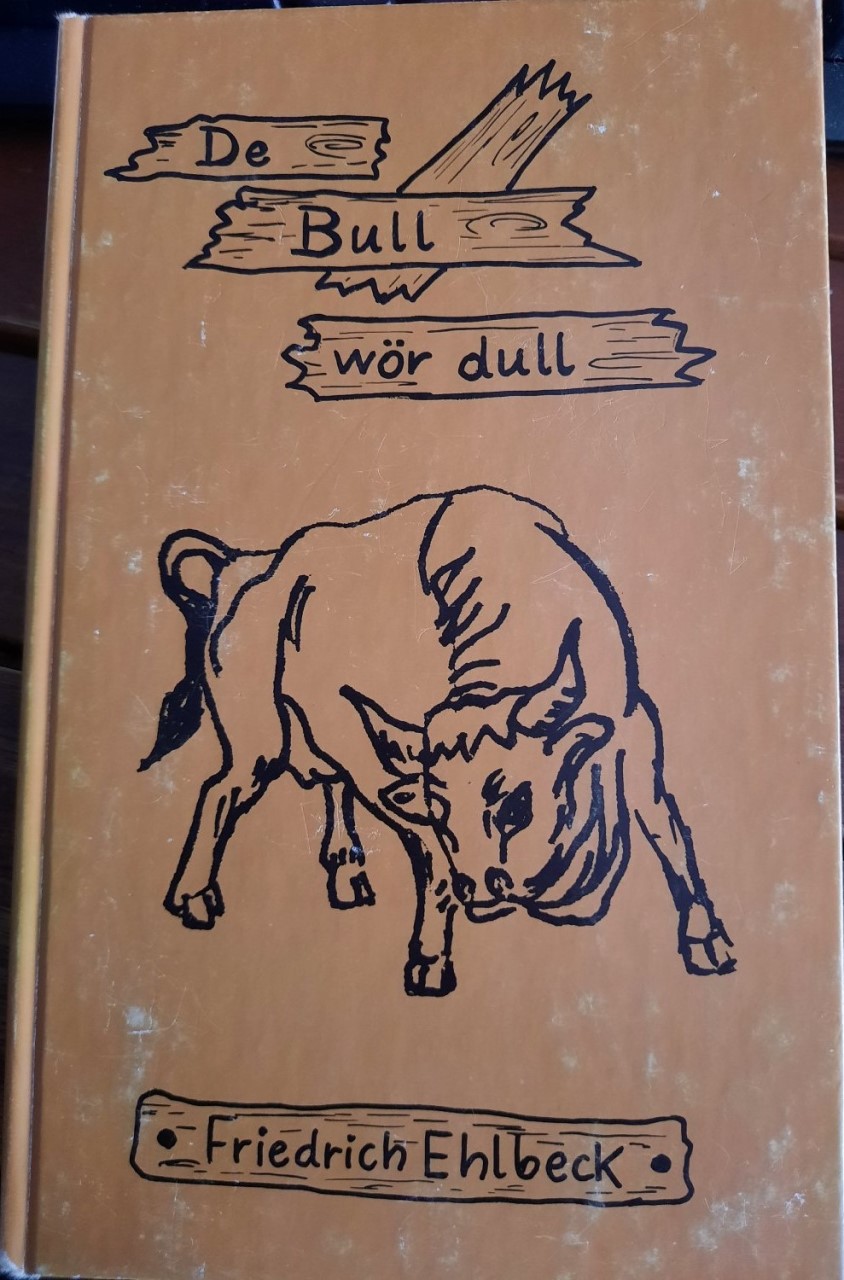 De
Bull
wör dull
Friedrich Ehlbeck